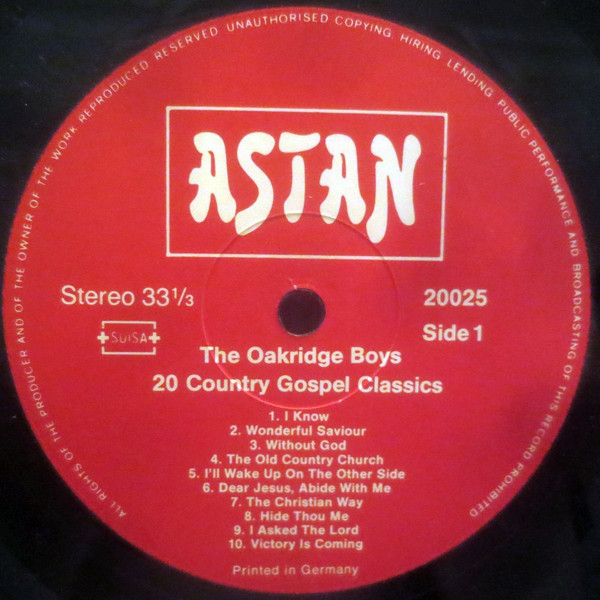 ALL RIGHTS OF THE PRODUCER AND OF THE OWNER OF THE WORK REPRODUCED RESERVED. UNAUTHORISED COPYING, HIRING, LENDING, PUBLIC PERFORMANCE AND BROADCASTING OF THIS RECORD PROHIBITED
ASTAN
Stereo 33 1/3
20025
SUISA
Side 1
The Oakridge Boys
20 Country Gospel Classics
1. I Know
2. Wonderful Saviour
3. Without God
4. The Old Country Church
5. I'll Wake Up On The Other Side
6. Dear Jesus, Abide With Me
7. The Christian Way
8. Hide Thou Me
9. I Asked The Lord
10. Victory Is Coming
Printed in Germany